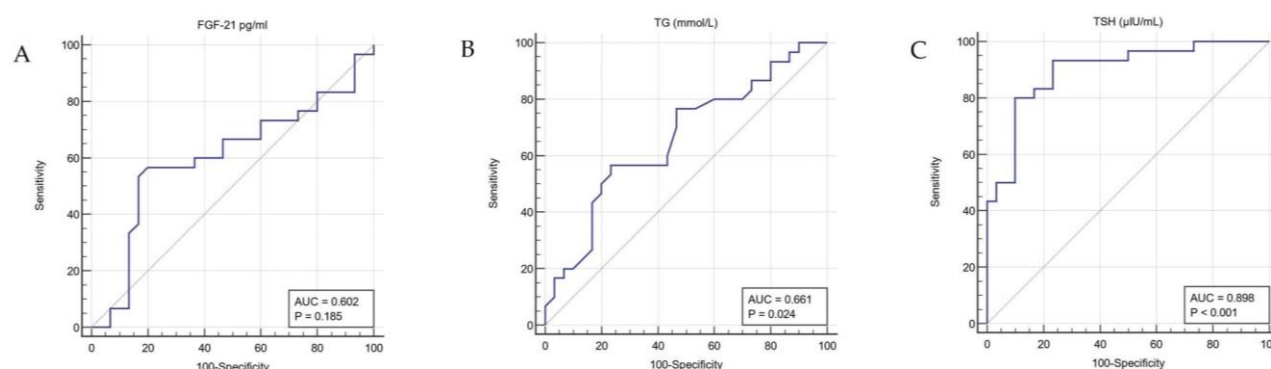 A
FGF-21 pg/ml
100
80
60
40
20
0
Sensitivity
AUC = 0.602
P = 0.185
0 20 40 60 80 100
100-Specificity
B
TG (mmol/L)
100
80
60
40
20
0
Sensitivity
AUC = 0.661
P = 0.024
0 20 40 60 80 100
100-Specificity
C
TSH (µIU/mL)
100
80
60
40
20
0
Sensitivity
AUC = 0.898
P < 0.001
0 20 40 60 80
100-Specificity